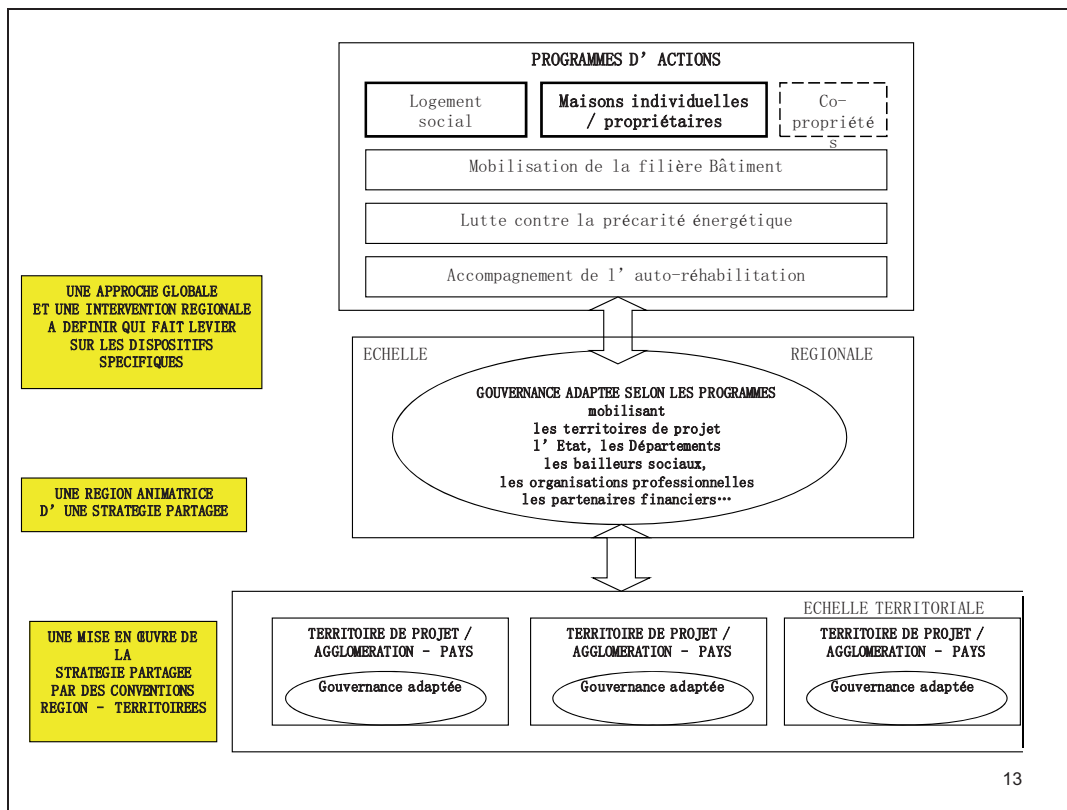 PROGRAMMES D’ ACTIONS
Logement
social
Maisons individuelles
/ propriétaires
Co-
propriété
s
Mobilisation de la filière Bâtiment
Lutte contre la précarité énergétique
Accompagnement de l’ auto-réhabilitation
UNE APPROCHE GLOBALE
ET UNE INTERVENTION REGIONALE
A DEFINIR QUI FAIT LEVIER
SUR LES DISPOSITIFS
SPECIFIQUES
ECHELLE
REGIONALE
GOUVERNANCE ADAPTEE SELON LES PROGRAMMES
mobilisant
les territoires de projet
l’ Etat, les Départements
les bailleurs sociaux,
les organisations professionnelles
les partenaires financiers…
UNE REGION ANIMATRICE
D’ UNE STRATEGIE PARTAGEE
ECHELLE TERRITORIALE
UNE MISE EN ŒUVRE DE
LA
STRATEGIE PARTAGEE
PAR DES CONVENTIONS
REGION - TERRITOIREES
TERRITOIRE DE PROJET /
AGGLOMERATION - PAYS
Gouvernance adaptée
TERRITOIRE DE PROJET /
AGGLOMERATION - PAYS
Gouvernance adaptée
TERRITOIRE DE PROJET /
AGGLOMERATION - PAYS
Gouvernance adaptée
13